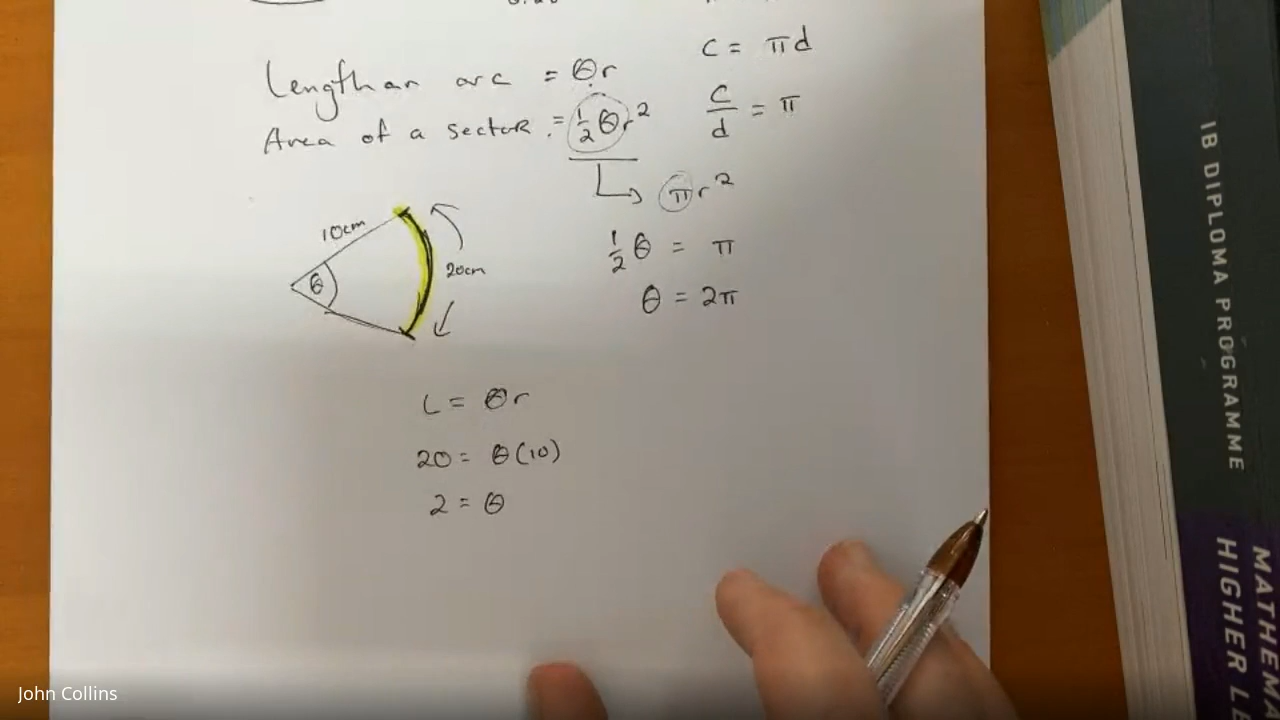 Length an arc = θr
Area of a sector = ½θr²
C = πd
C/d = π
πr²
½θ = π
θ = 2π
10cm
θ
20cm
L = θr
20 = θ(10)
2 = θ
IB DIPLOMA PROGRAMME
HIGHER
John Collins